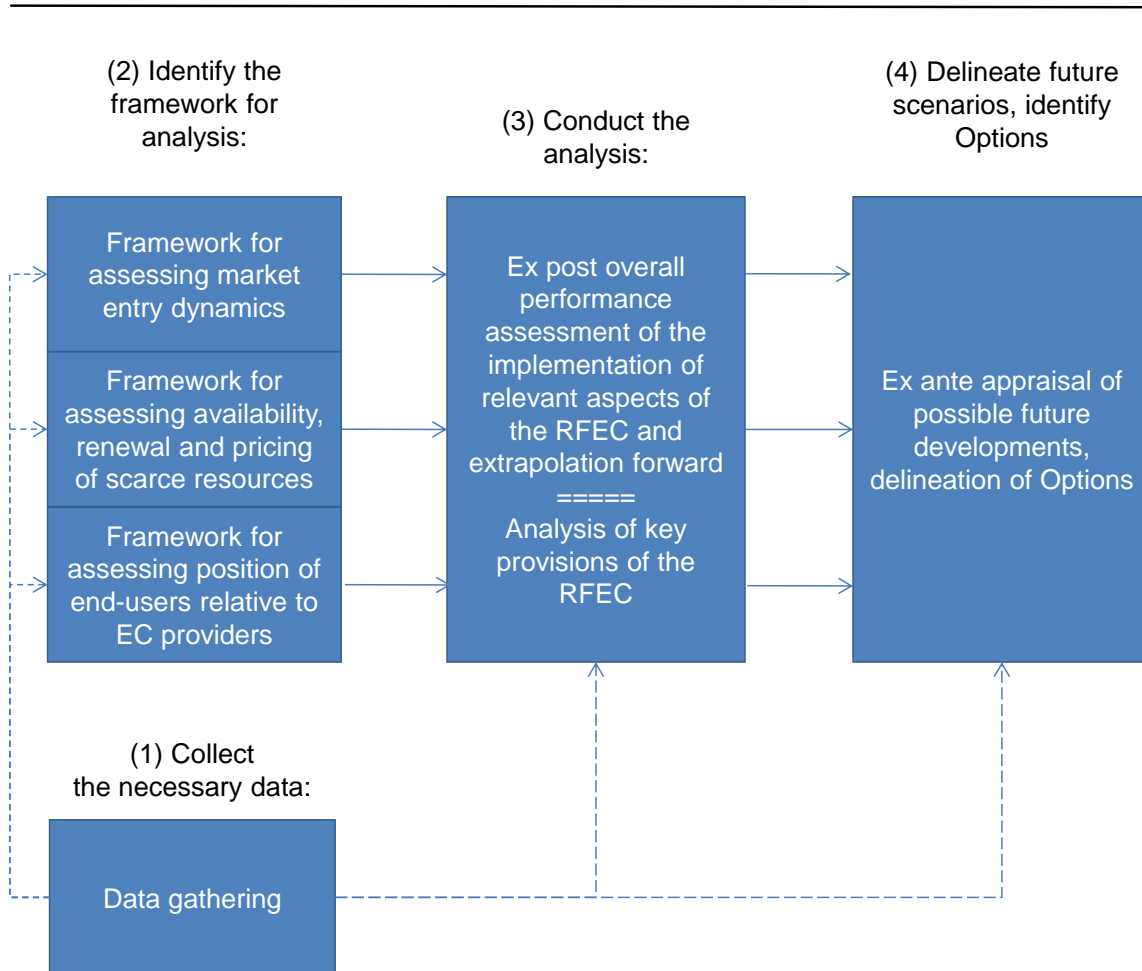 (2) Identify the
framework for
analysis:
(3) Conduct the
analysis:
(4) Delineate future
scenarios, identify
Options
Framework for
assessing market
entry dynamics
Framework for
assessing availability,
renewal and pricing
of scarce resources
Framework for
assessing position of
end-users relative to
EC providers
Ex post overall
performance
assessment of the
implementation of
relevant aspects of
the RFEC and
extrapolation forward
=====
Analysis of key
provisions of the
RFEC
Ex ante appraisal of
possible future
developments,
delineation of Options
(1) Collect
the necessary data:
Data gathering